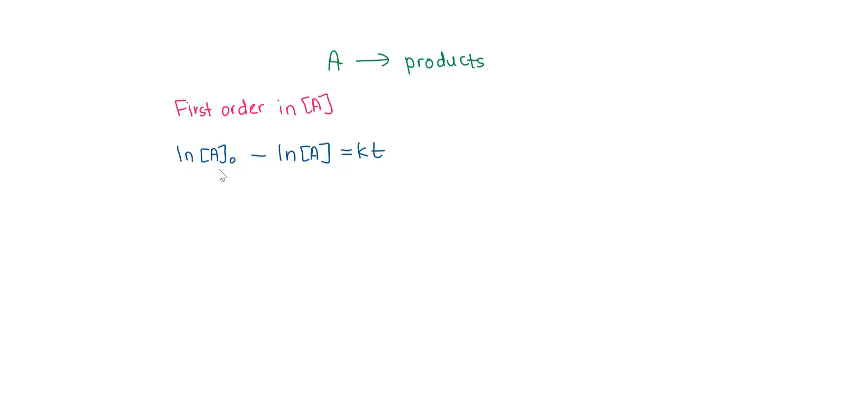 A ⟶ products
First order in [A]
ln [A]₀ − ln [A] = kt